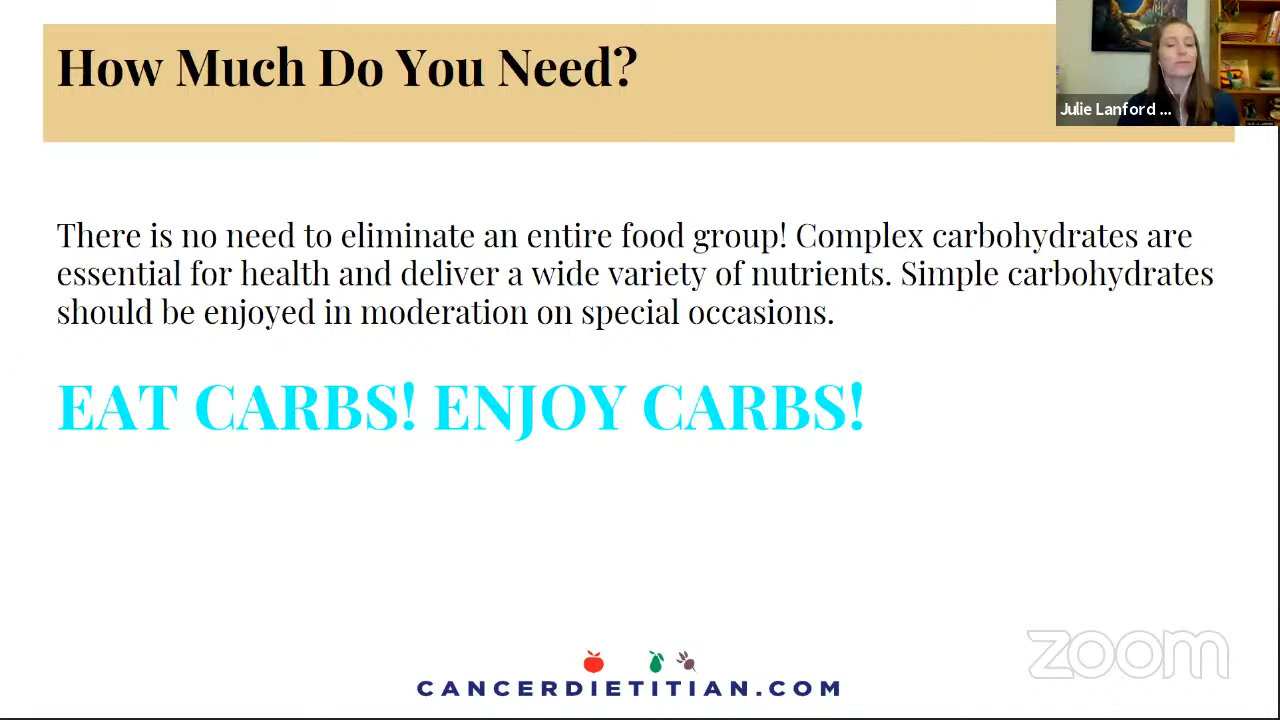 How Much Do You Need?
Julie Lanford ...
There is no need to eliminate an entire food group! Complex carbohydrates are
essential for health and deliver a wide variety of nutrients. Simple carbohydrates
should be enjoyed in moderation on special occasions.
EAT CARBS! ENJOY CARBS!
zoom
CANCERDIETITIAN.COM